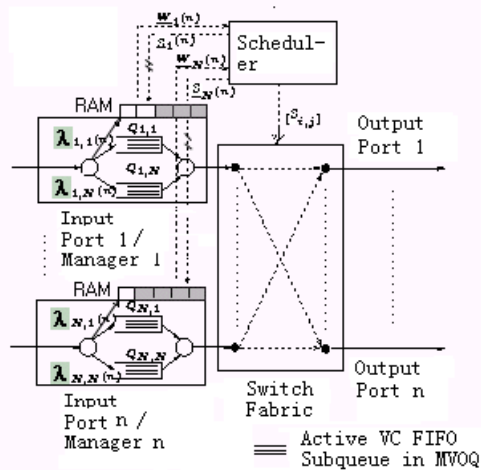 W1(n)
S1(n)
Schedul-
er
WN(n)
SN(n)
RAM
[Si,j]
Output
Port 1
λ1,1(n)
Q1,1
Q1,N
λ1,N(n)
Input
Port 1/
Manager 1
RAM
λN,1(n)
QN,1
QN,N
λN,N(n)
Output
Port n
Input
Port n/
Manager n
Switch
Fabric
Active VC FIFO
Subqueue in MVOQ